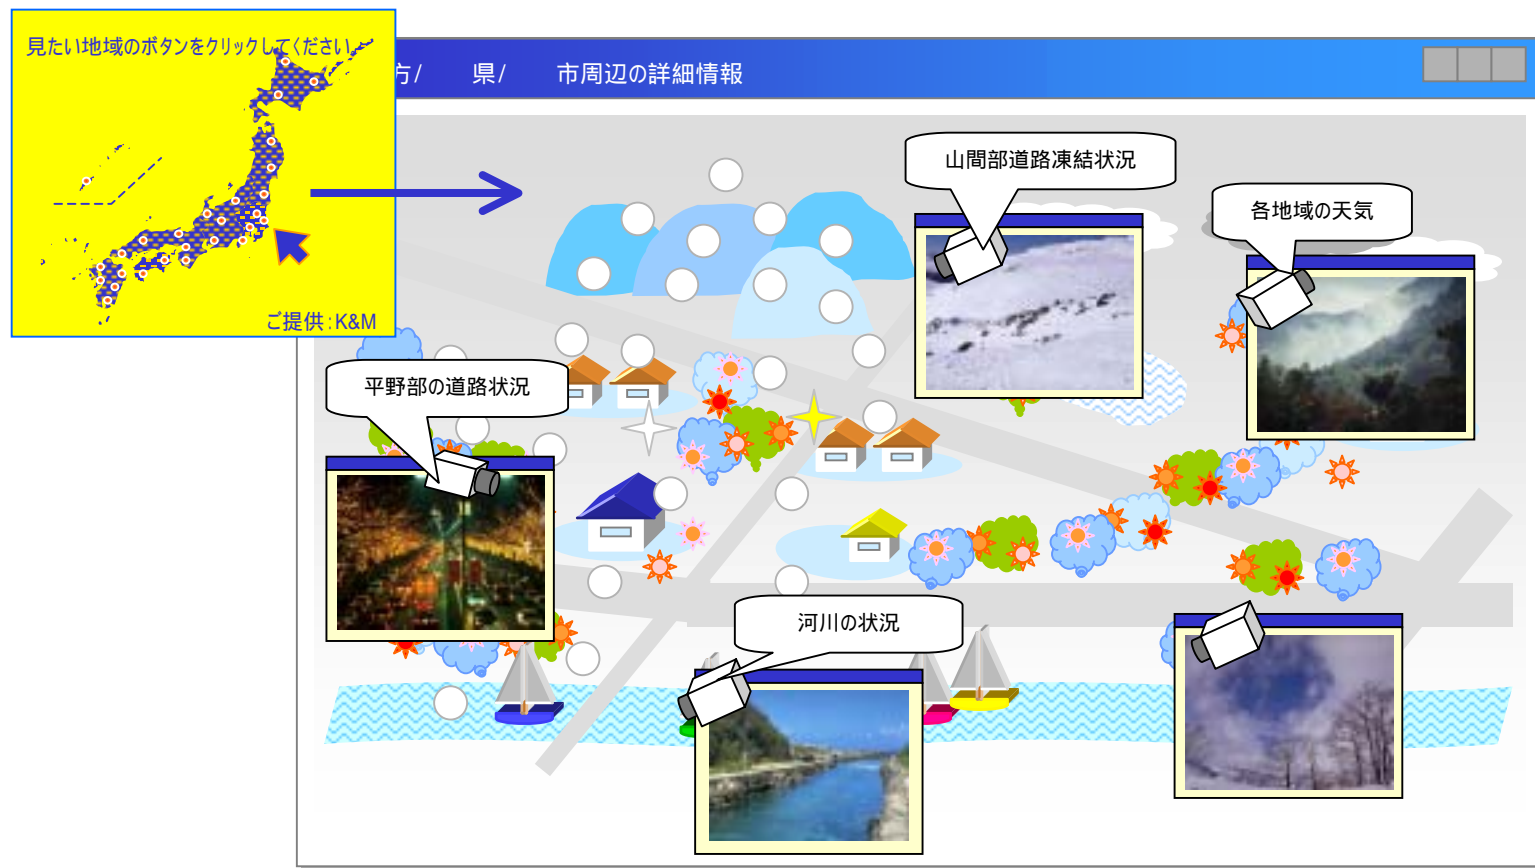 見たい地域のボタンをクリックしてください。
方/ 県/ 市周辺の詳細情報
山間部道路凍結状況
各地域の天気
ご提供:K&M
平野部の道路状況
河川の状況